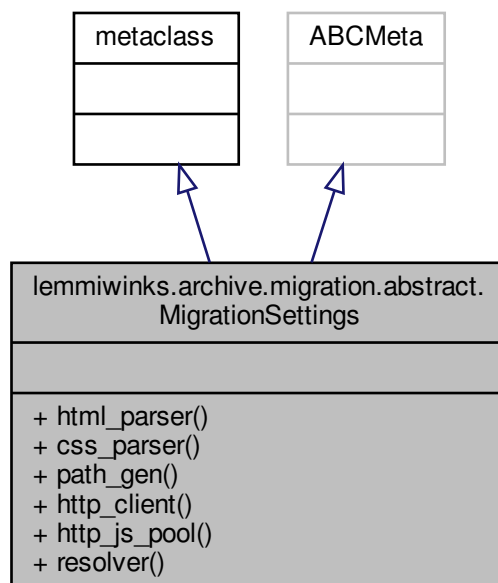 metaclass
ABCMeta
lemmiwinks.archive.migration.abstract.
MigrationSettings
+ html_parser()
+ css_parser()
+ path_gen()
+ http_client()
+ http_js_pool()
+ resolver()